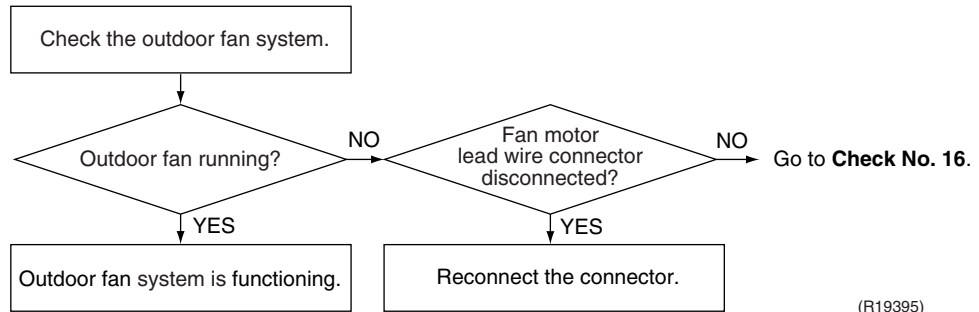 Check the outdoor fan system.
Outdoor fan running?
NO
Fan motor
lead wire connector
disconnected?
NO
Go to Check No. 16.
YES
YES
Outdoor fan system is functioning.
Reconnect the connector.
(R19395)